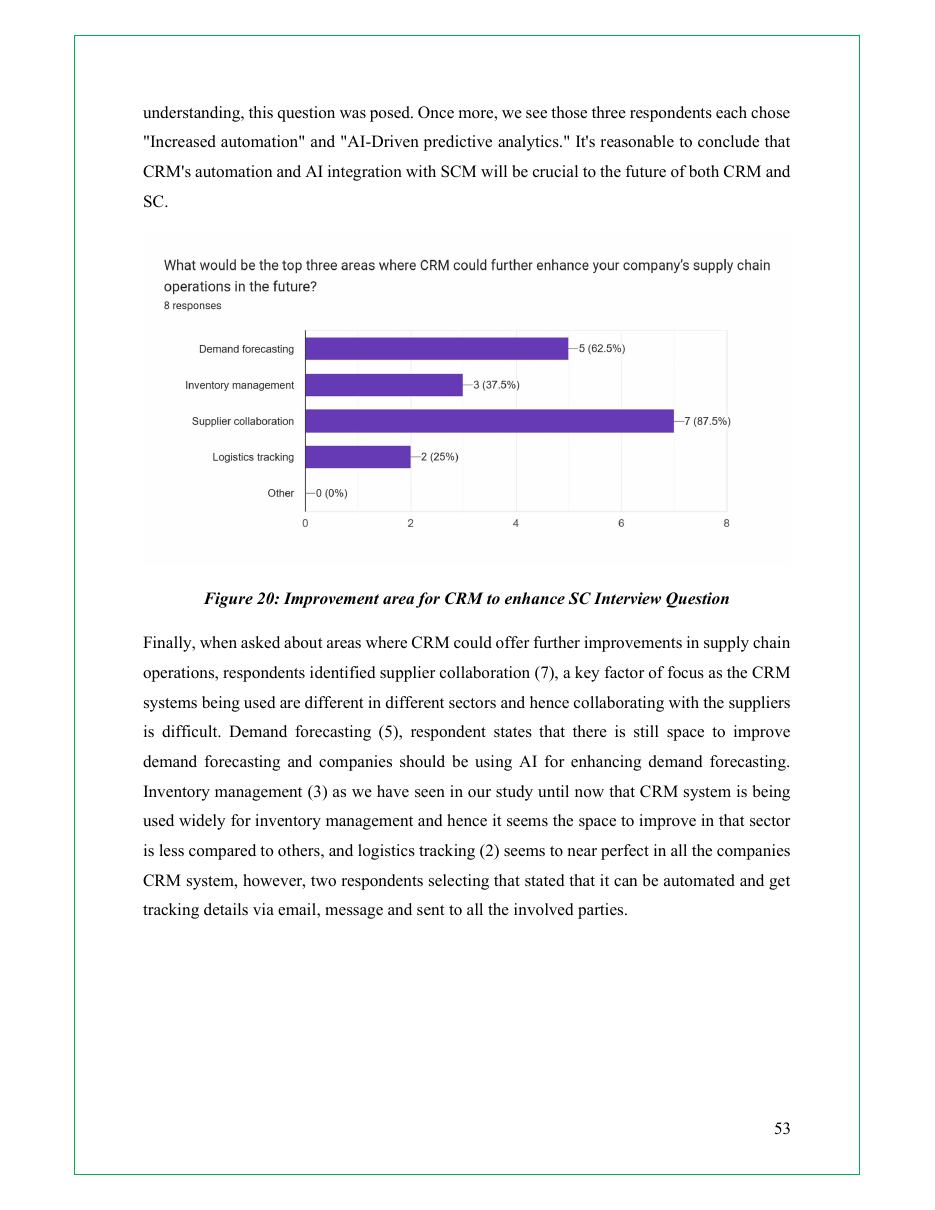 understanding, this question was posed. Once more, we see those three respondents each chose
"Increased automation" and "AI-Driven predictive analytics." It's reasonable to conclude that
CRM's automation and AI integration with SCM will be crucial to the future of both CRM and
SC.
What would be the top three areas where CRM could further enhance your company's supply chain
operations in the future?
8 responses
Demand forecasting 5 (62.5%)
Inventory management 3 (37.5%)
Supplier collaboration 7 (87.5%)
Logistics tracking 2 (25%)
Other 0 (0%)
0 2 4 6 8
Figure 20: Improvement area for CRM to enhance SC Interview Question
Finally, when asked about areas where CRM could offer further improvements in supply chain
operations, respondents identified supplier collaboration (7), a key factor of focus as the CRM
systems being used are different in different sectors and hence collaborating with the suppliers
is difficult. Demand forecasting (5), respondent states that there is still space to improve
demand forecasting and companies should be using AI for enhancing demand forecasting.
Inventory management (3) as we have seen in our study until now that CRM system is being
used widely for inventory management and hence it seems the space to improve in that sector
is less compared to others, and logistics tracking (2) seems to near perfect in all the companies
CRM system, however, two respondents selecting that stated that it can be automated and get
tracking details via email, message and sent to all the involved parties.
53